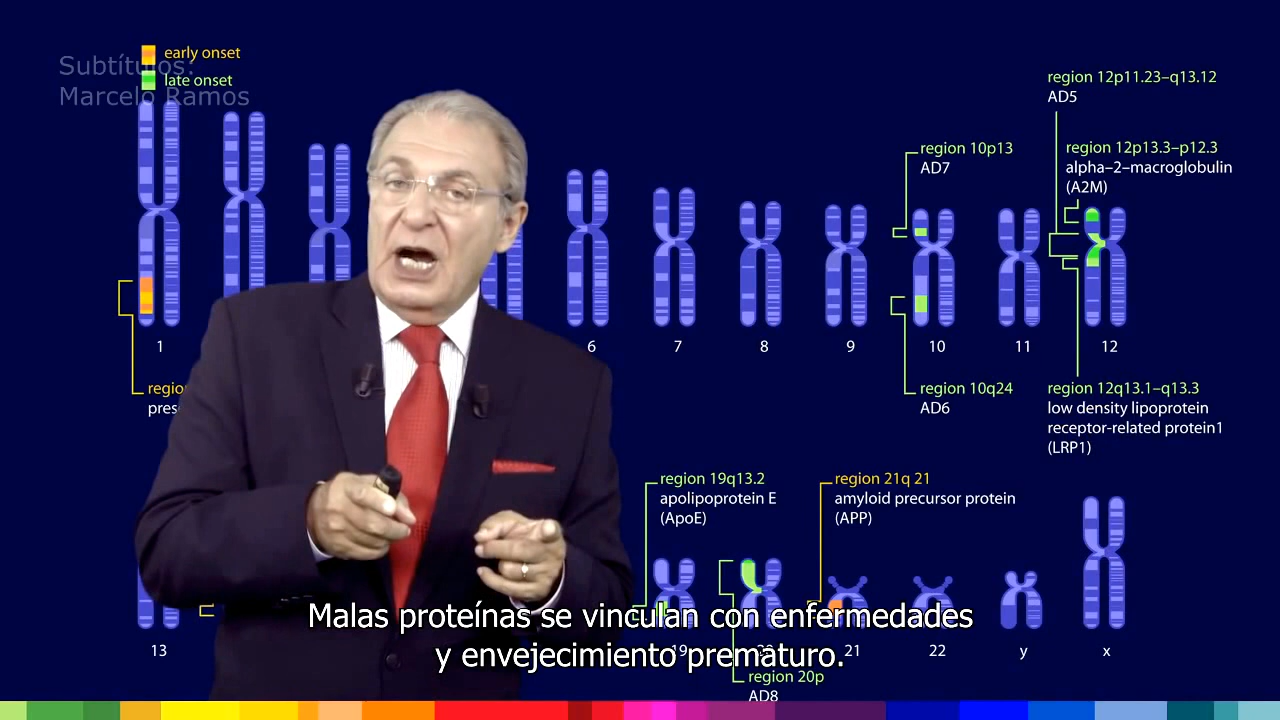 early onset
Subtítulos:
late onset
Marcelo Ramos
region 12p11.23–q13.12
AD5
region 10p13
AD7
region 12p13.3–p12.3
alpha–2–macroglobulin
(A2M)
1
6
7
8
9
10
11
12
region 10q24
AD6
region 12q13.1–q13.3
low density lipoprotein
receptor-related protein1
(LRP1)
region 19q13.2
apolipoprotein E
(ApoE)
region 21q 21
amyloid precursor protein
(APP)
Malas proteínas se vinculan con enfermedades
y envejecimiento prematuro.
13
19
20
21
22
y
x
region 20p
AD8